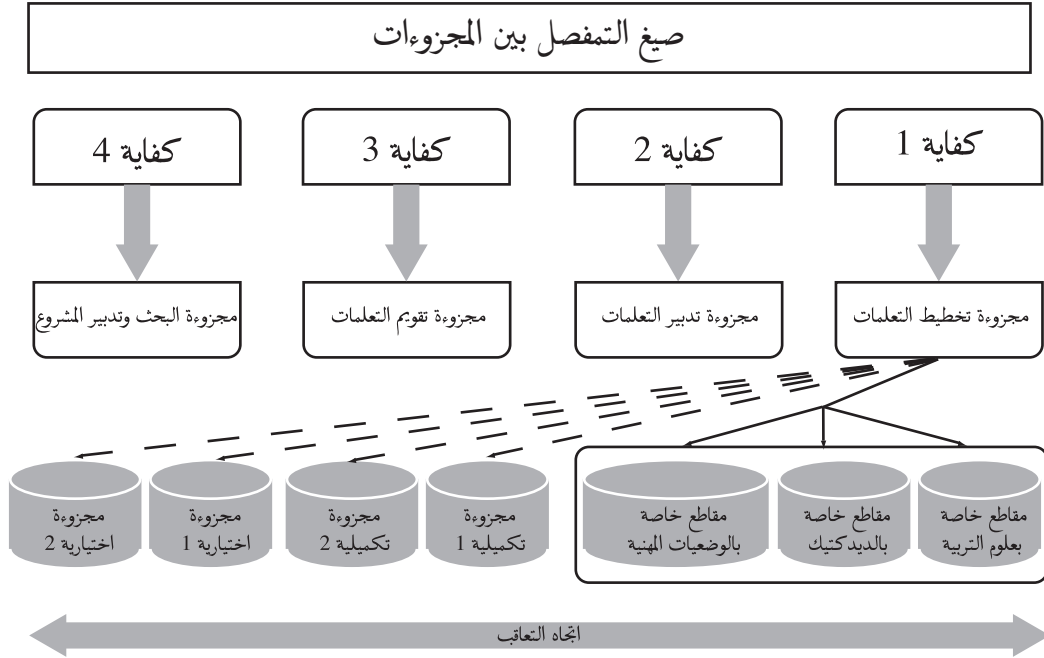 صيغ التمفصل بين المجزوءات
كفاية 1
كفاية 2
كفاية 3
كفاية 4
مجزوءة تخطيط التعلمات
مجزوءة تدبير التعلمات
مجزوءة تقويم التعلمات
مجزوءة البحث وتدبير المشروع
مقاطع خاصة
بعلوم التربية
مقاطع خاصة
بالديدكتيك
مقاطع خاصة
بالوضعيات المهنية
مجزوءة
تكميلية 1
مجزوءة
تكميلية 2
مجزوءة
اختيارية 1
مجزوءة
اختيارية 2
اتجاه التعاقب